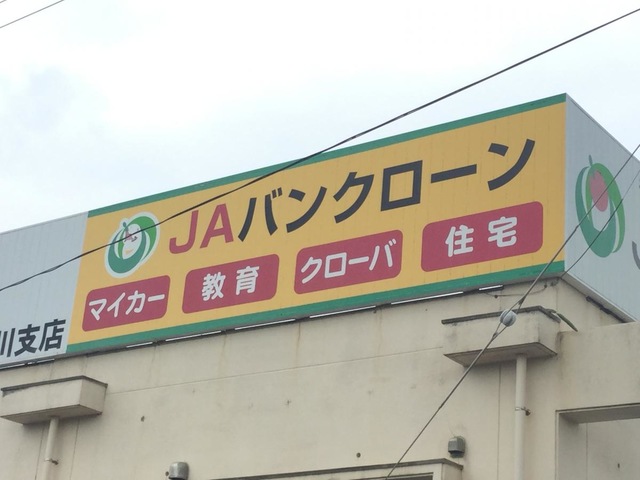 JAバンクローン
マイカー 教育 クローバ 住宅
川支店